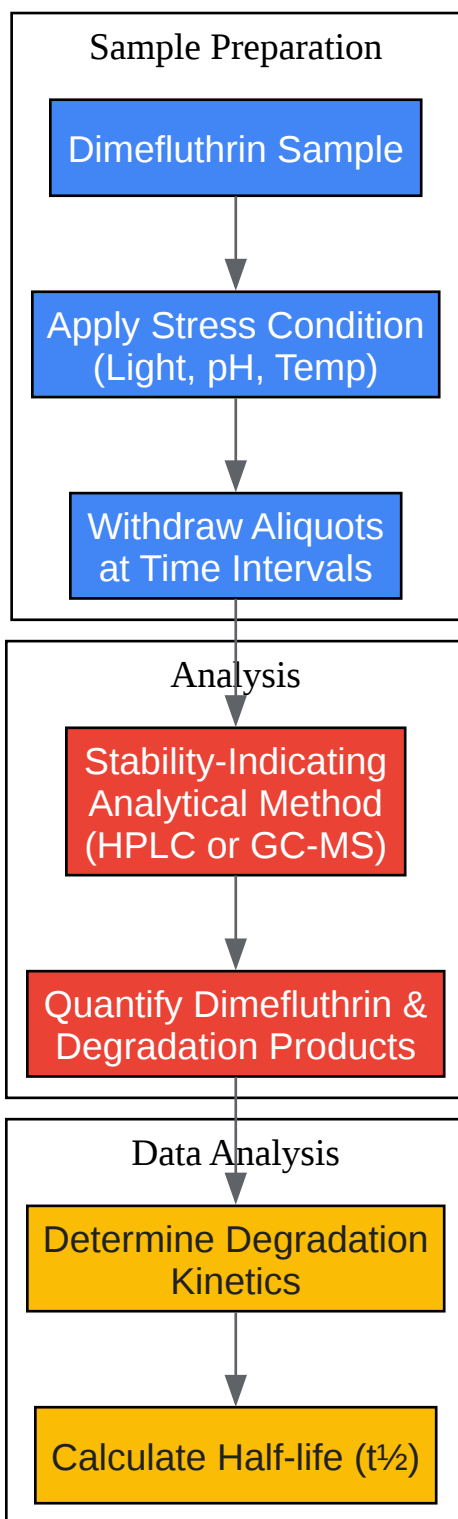 Sample Preparation
Dimefluthrin Sample
Apply Stress Condition
(Light, pH, Temp)
Withdraw Aliquots
at Time Intervals
Analysis
Stability-Indicating
Analytical Method
(HPLC or GC-MS)
Quantify Dimefluthrin &
Degradation Products
Data Analysis
Determine Degradation
Kinetics
Calculate Half-life (t½)